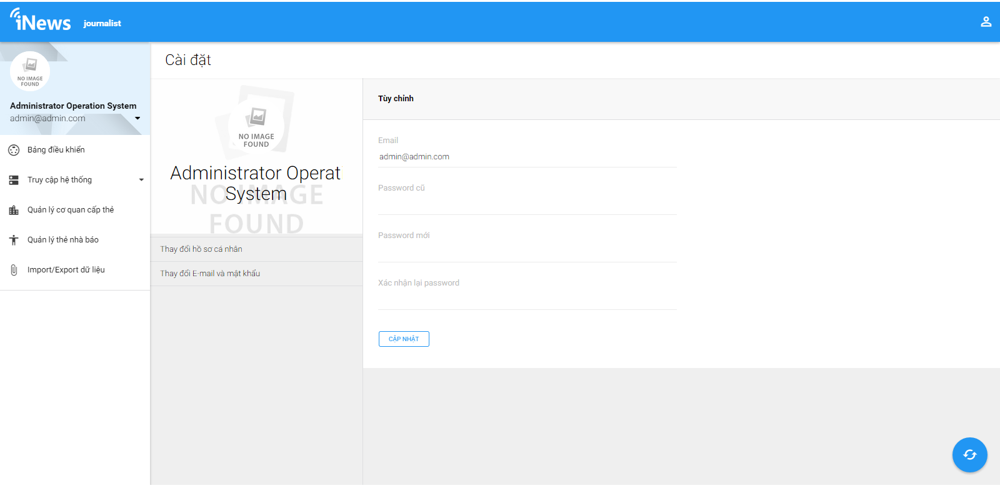 iNews journalist
NO IMAGE
FOUND
Administrator Operation System
admin@admin.com
Bảng điều khiển
Truy cập hệ thống
Quản lý cơ quan cấp thẻ
Quản lý thẻ nhà báo
Import/Export dữ liệu
Cài đặt
NO IMAGE
FOUND
Administrator Operat
System
NO IMAGE
FOUND
Thay đổi hồ sơ cá nhân
Thay đổi E-mail và mật khẩu
Tùy chỉnh
Email
admin@admin.com
Password cũ
Password mới
Xác nhận lại password
CẬP NHẬT